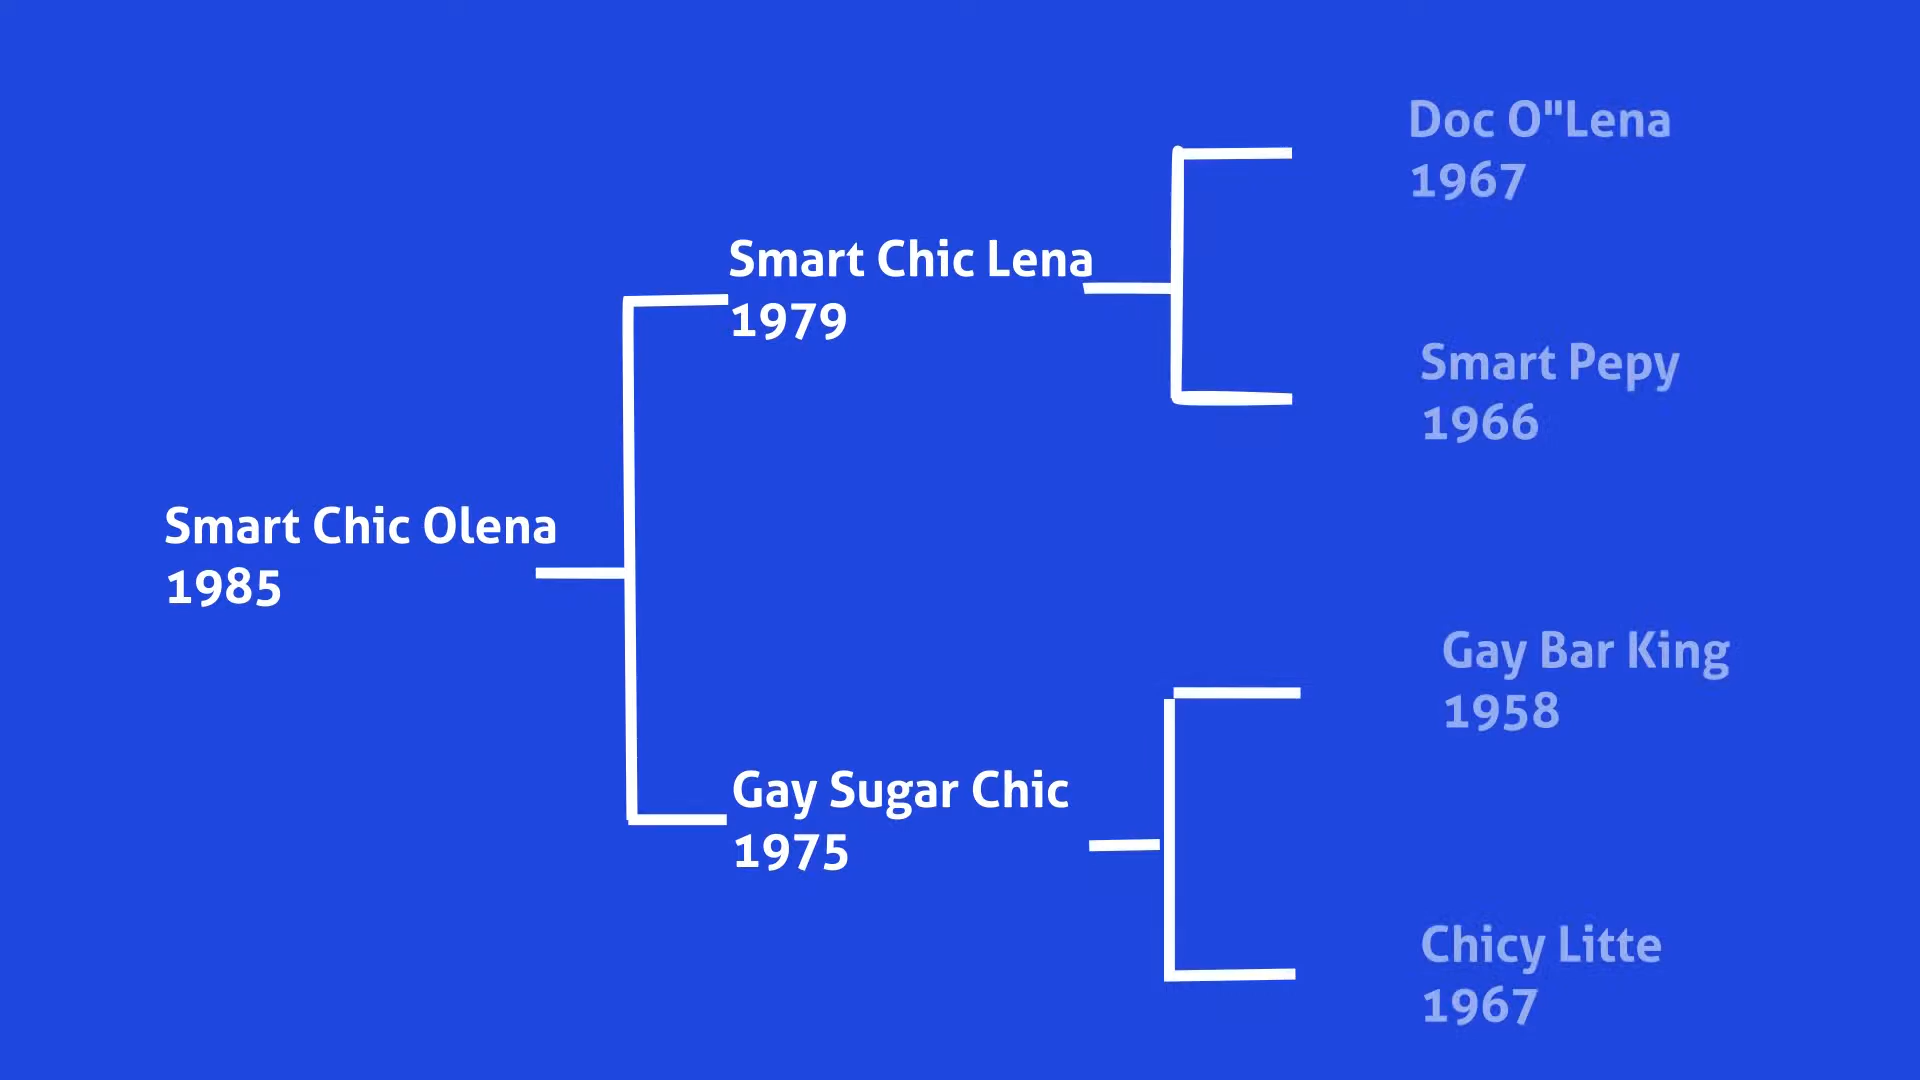 Doc O"Lena
1967
Smart Chic Lena
1979
Smart Pepy
1966
Smart Chic Olena
1985
Gay Bar King
1958
Gay Sugar Chic
1975
Chicy Litte
1967